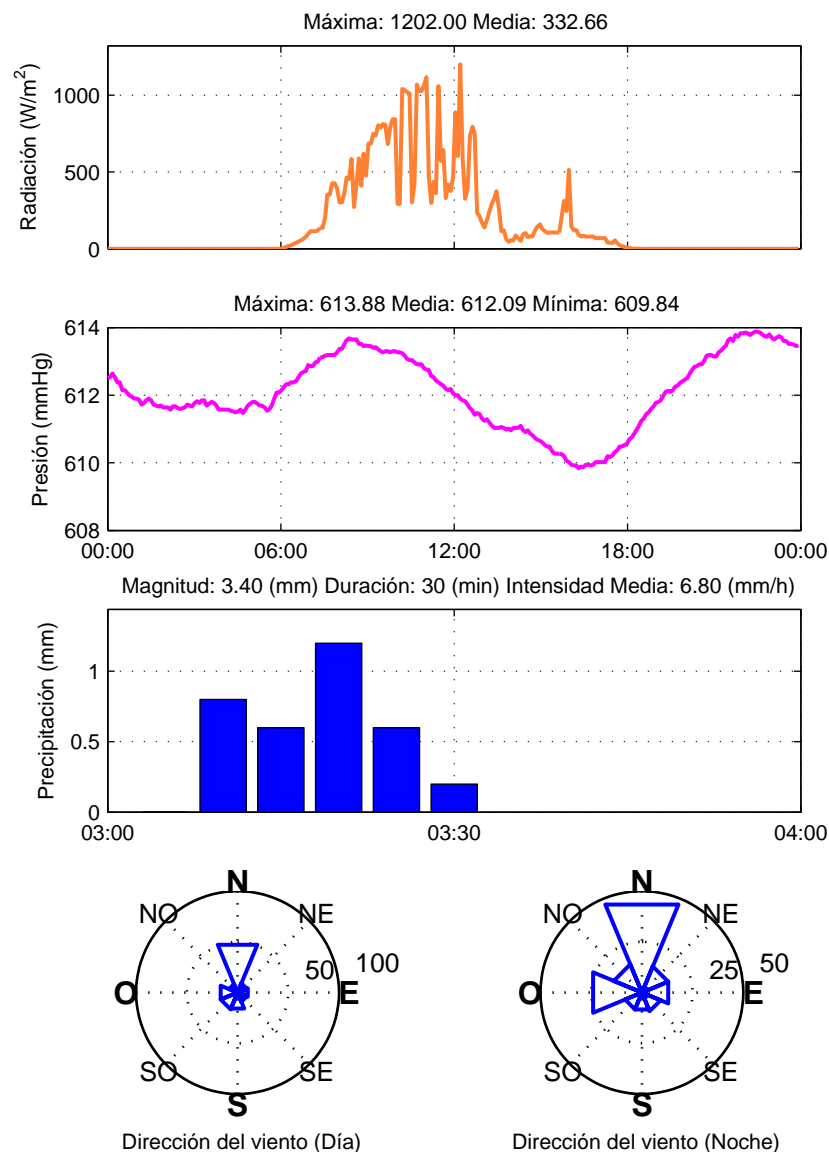 Máxima: 1202.00 Media: 332.66
Radiación (W/m²)
1000
500
0
Máxima: 613.88 Media: 612.09 Mínima: 609.84
Presión (mmHg)
614
612
610
608
00:00 06:00 12:00 18:00 00:00
Magnitud: 3.40 (mm) Duración: 30 (min) Intensidad Media: 6.80 (mm/h)
Precipitación (mm)
1
0.5
0
03:00 03:30 04:00
N
NO NE
50 100
O E
SO SE
S
Dirección del viento (Día)
N
NO NE
25 50
O E
SO SE
S
Dirección del viento (Noche)